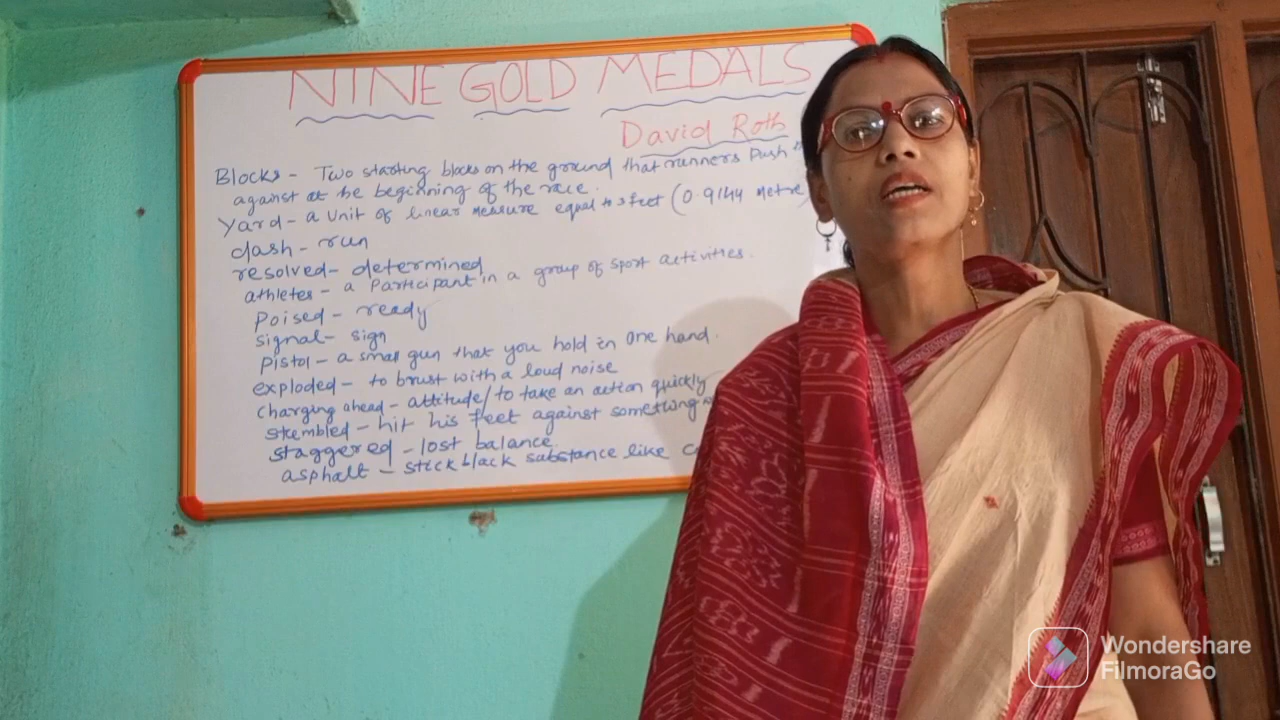 NINE GOLD MEDALS
David Roth
Blocks - Two starting blocks on the ground that runners push
against at he beginning of the race.
Yard - a unit of linear measure equal to 3 feet (0.9144 metre)
dash - run
resolved - determined
athletes - a participant in a group of sport activities.
Poised - ready
signal - sign
Pistol - a small gun that you hold in one hand.
exploded - to brust with a loud noise
charging ahead - attitude/to take an action quickly
stembled - hit his feet against something
staggered - lost balance.
asphalt - stick black substance like
Wondershare
FilmoraGo